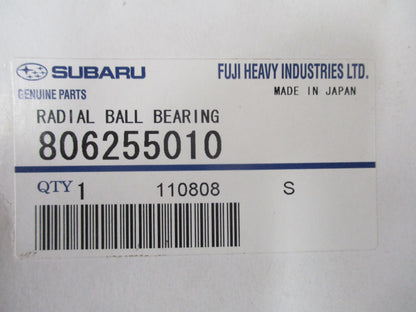 SUBARU FUJI HEAVY INDUSTRIES LTD.
GENUINE PARTS MADE IN JAPAN
RADIAL BALL BEARING
806255010
QTY 1 110808 S